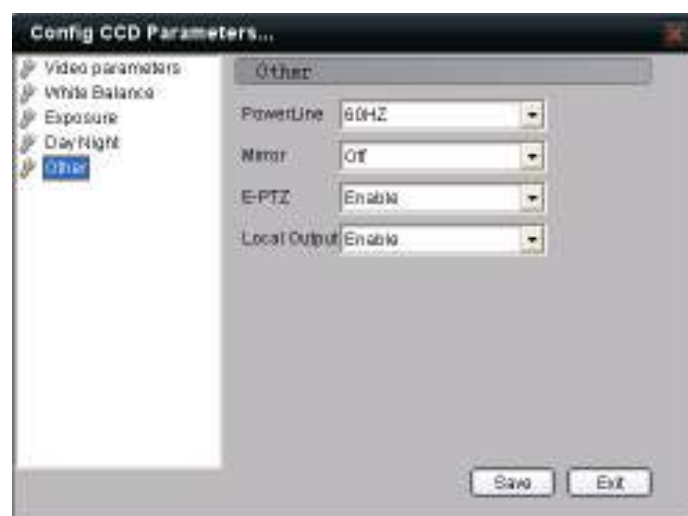 Config CCD Parameters...
Video parameters
White Balance
Exposure
Day Night
Other
Other
PowerLine 60HZ
Mirror Off
E-PTZ Enable
Local Output Enable
Save Exit